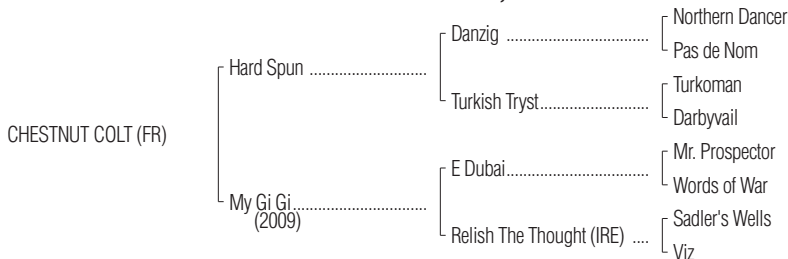 Northern Dancer
Danzig ................................
Pas de Nom
Hard Spun ..........................
Turkoman
Turkish Tryst........................
Darbyvail
CHESTNUT COLT (FR)
Mr. Prospector
E Dubai................................
Words of War
My Gi Gi..............................
(2009)
Sadler's Wells
Relish The Thought (IRE) ....
Viz